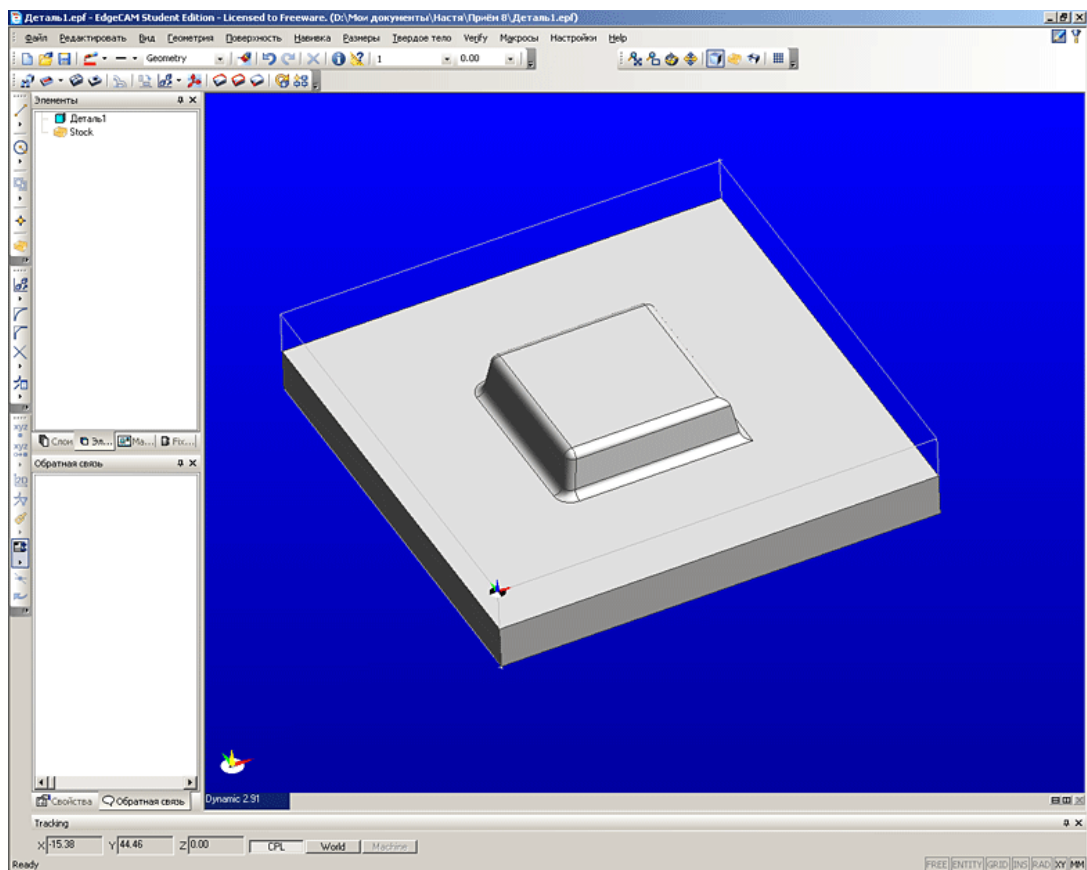 Деталь1.epf - EdgeCAM Student Edition - Licensed to Freeware. (D:\Мои документы\Настя\Приём 8\Деталь1.epf)
Файл Редактировать Вид Геометрия Поверхность Навивка Размеры Твердое тело Verify Макросы Настройки Help
Geometry 1 0.00
Элементы
Деталь1
Stock
Слои Эл... Ма... Fix...
Обратная связь
xyz
xyz
2D
Свойства Обратная связь
Dynamic 2.91
Tracking
X -15.38 Y 44.46 Z 0.00 CPL World Machine
Ready FREE ENTITY GRID INS RAD XY MM